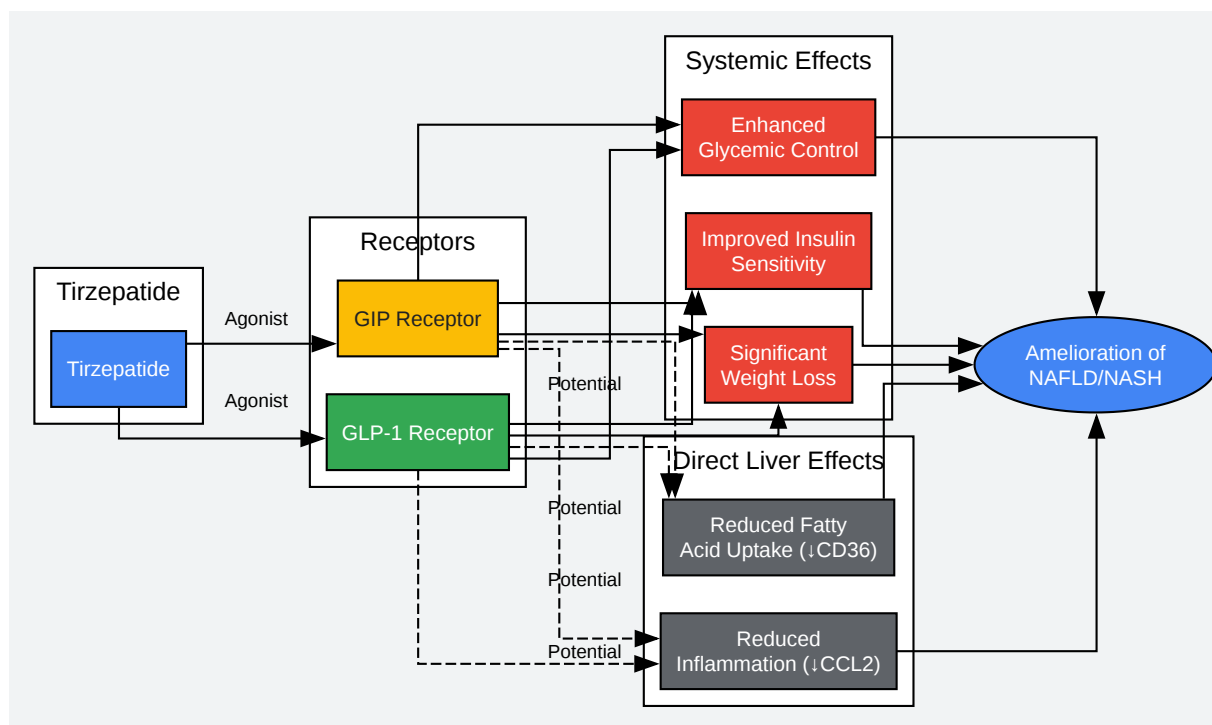 Systemic Effects
Enhanced
Glycemic Control
Improved Insulin
Sensitivity
Significant
Weight Loss
Receptors
GIP Receptor
GLP-1 Receptor
Tirzepatide
Tirzepatide
Agonist
Agonist
Potential
Potential
Potential
Potential
Direct Liver Effects
Reduced Fatty
Acid Uptake (↓CD36)
Reduced
Inflammation (↓CCL2)
Amelioration of
NAFLD/NASH